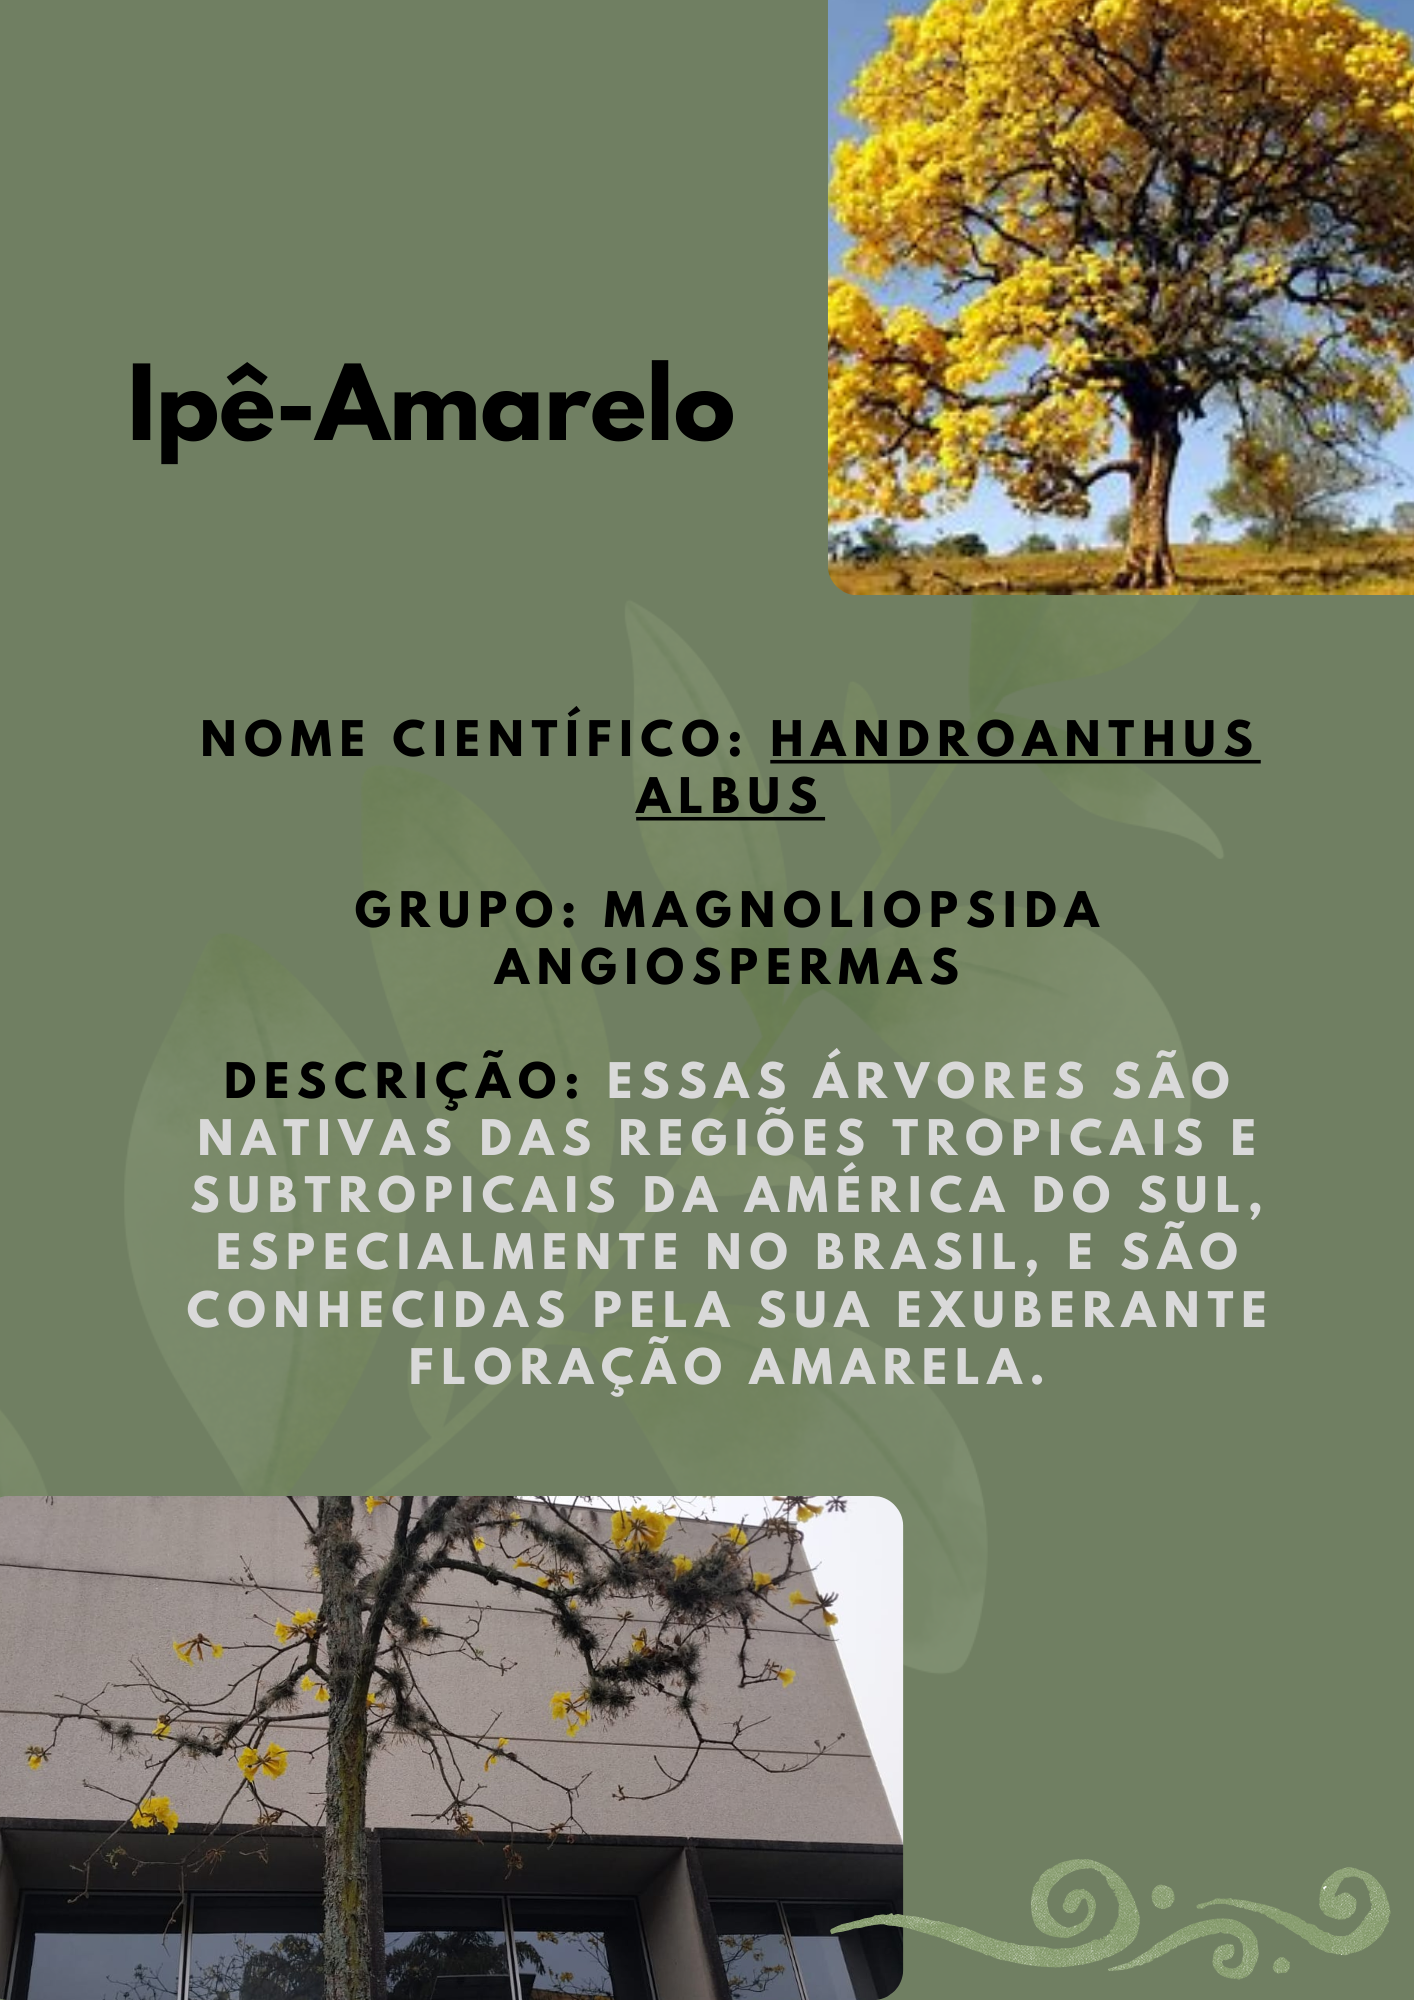 Ipê-Amarelo
NOME CIENTÍFICO: HANDROANTHUS
ALBUS
GRUPO: MAGNOLIOPSIDA
ANGIOSPERMAS
DESCRIÇÃO: ESSAS ÁRVORES SÃO
NATIVAS DAS REGIÕES TROPICAIS E
SUBTROPICAIS DA AMÉRICA DO SUL,
ESPECIALMENTE NO BRASIL, E SÃO
CONHECIDAS PELA SUA EXUBERANTE
FLORAÇÃO AMARELA.